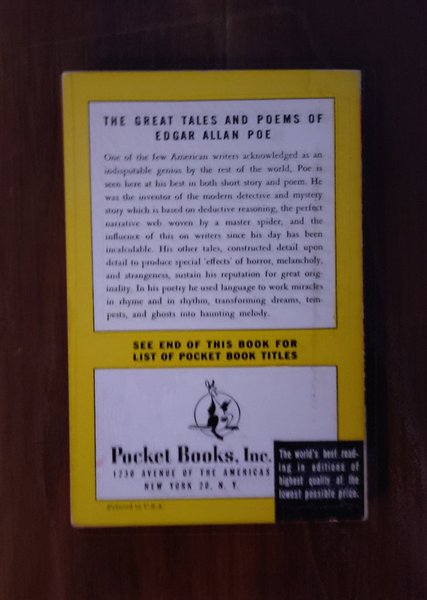 THE GREAT TALES AND POEMS OF
EDGAR ALLAN POE
One of the few American writers acknowledged as an
indisputable genius by the rest of the world, Poe is
seen here at his best in both short story and poem. He
was the inventor of the modern detective and mystery
story which is based on deductive reasoning, the perfect
narrative web woven by a master spider, and the
influence of this on writers since his day has been
incalculable. His other tales, constructed detail upon
detail to produce special 'effects' of horror, melancholy,
and strangeness, sustain his reputation for great orig-
inality. In his poetry he used language to work miracles
in rhyme and in rhythm, transforming dreams, tem-
pests, and ghosts into haunting melody.
SEE END OF THIS BOOK FOR
LIST OF POCKET BOOK TITLES
Pocket Books, Inc.
1230 AVENUE OF THE AMERICAS
NEW YORK 20, N. Y.
The world's best read-
ing in editions of
highest quality at the
lowest possible price.
Printed in U.S.A.